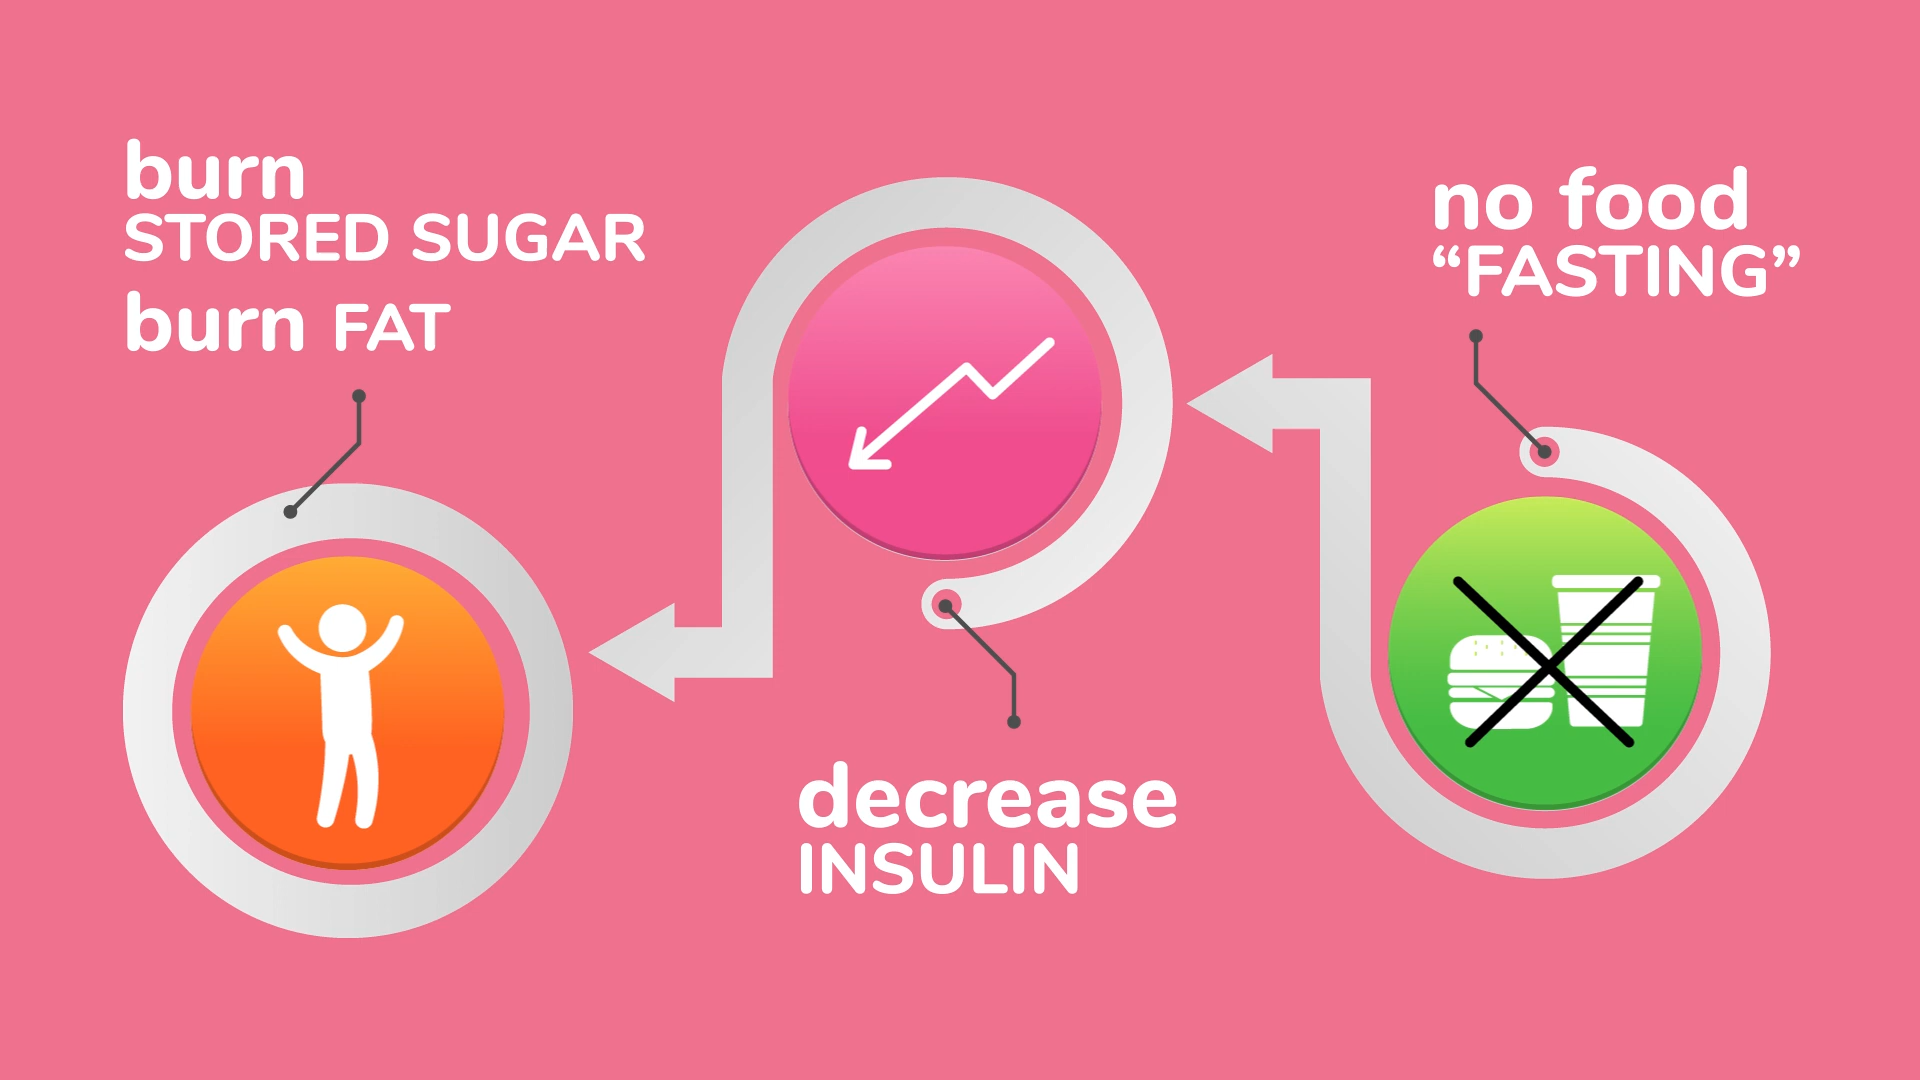 burn
STORED SUGAR
burn FAT
decrease
INSULIN
no food
“FASTING”